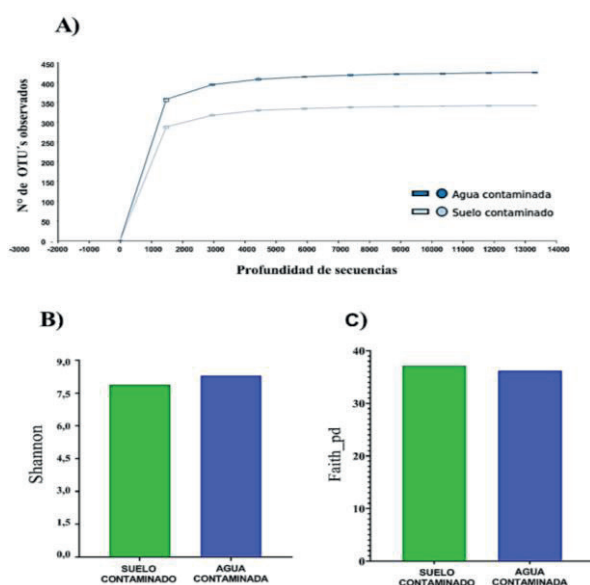 A)
Nº de OTU´s observados
450
400
350
300
250
200
150
100
50
0
-3000 -2000 -1000 0 1000 2000 3000 4000 5000 6000 7000 8000 9000 10000 11000 12000 13000 14000
Profundidad de secuencias
Agua contaminada
Suelo contaminado
B)
Shannon
9,0
7,5
6,0
4,5
3,0
1,5
0,0
SUELO
CONTAMINADO
AGUA
CONTAMINADA
C)
Faith_pd
40
30
20
10
0
SUELO
CONTAMINADO
AGUA
CONTAMINADA